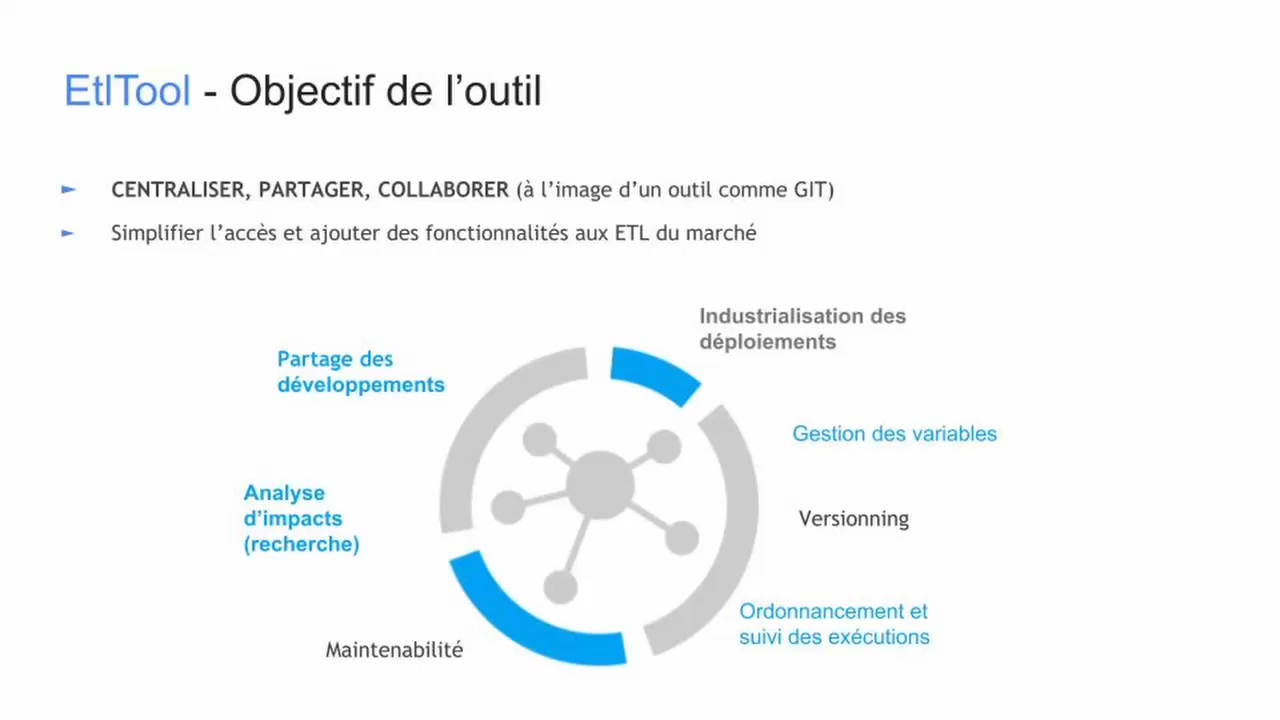 EtlTool - Objectif de l’outil
► CENTRALISER, PARTAGER, COLLABORER (à l’image d’un outil comme GIT)
► Simplifier l’accès et ajouter des fonctionnalités aux ETL du marché
Industrialisation des
déploiements
Partage des
développements
Gestion des variables
Analyse
d’impacts
(recherche)
Versionning
Ordonnancement et
suivi des exécutions
Maintenabilité